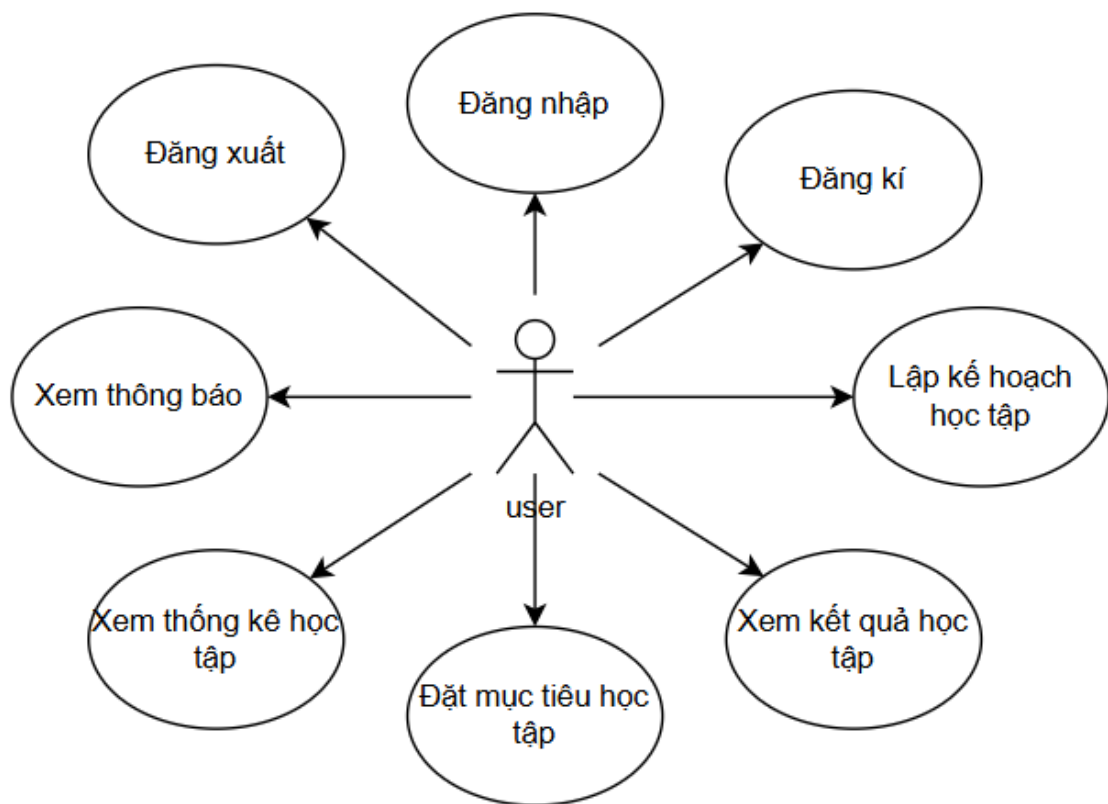 Đăng nhập
Đăng xuất
Đăng kí
Xem thông báo
Lập kế hoạch
học tập
user
Xem thống kê học
tập
Xem kết quả học
tập
Đặt mục tiêu học
tập